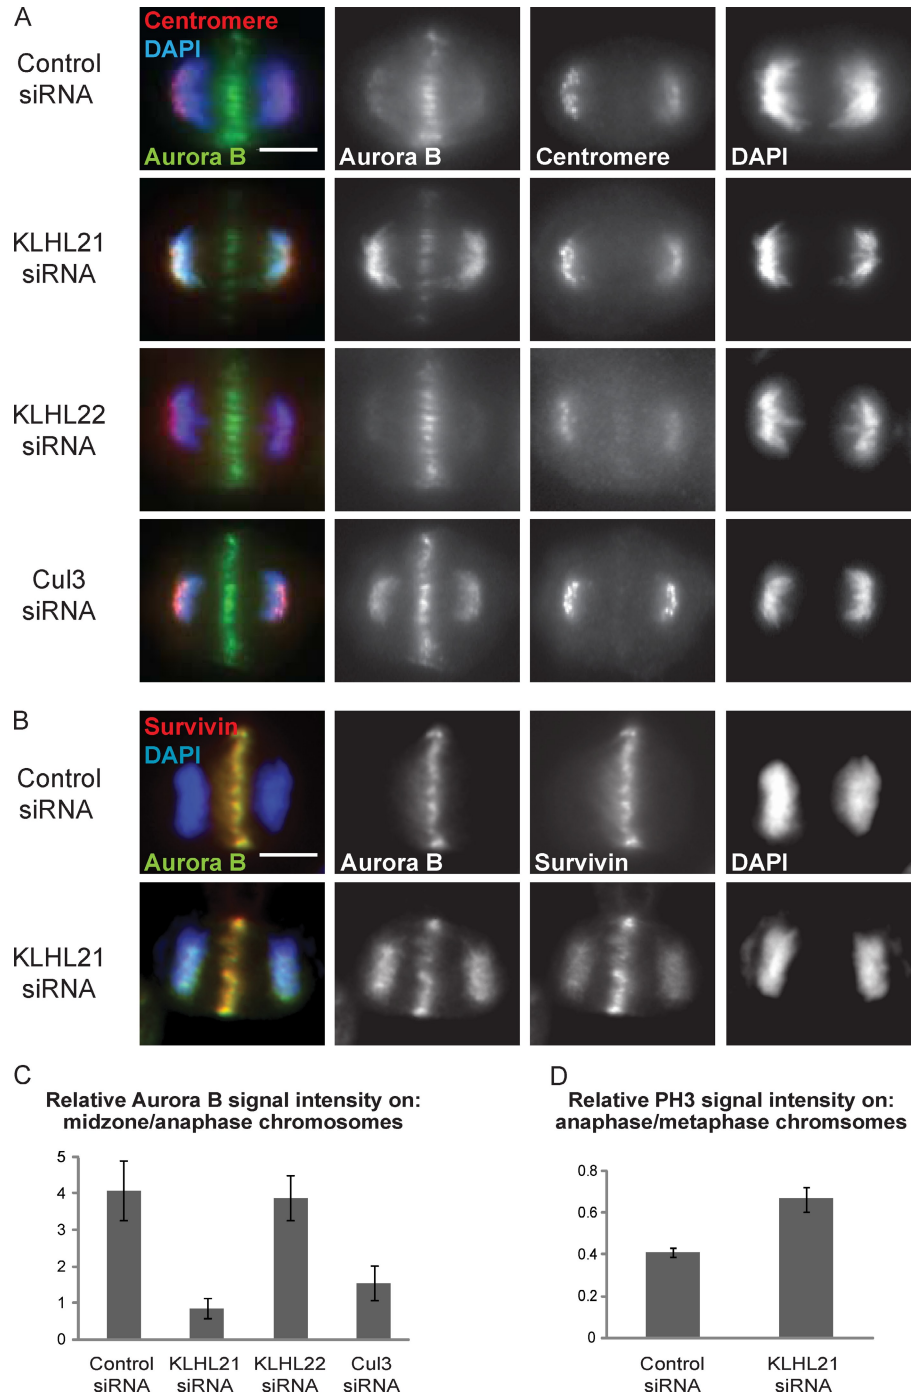 A
Control
siRNA
Centromere
DAPI
Aurora B
Aurora B
Centromere
DAPI
KLHL21
siRNA
KLHL22
siRNA
Cul3
siRNA
B
Control
siRNA
Survivin
DAPI
Aurora B
Aurora B
Survivin
DAPI
KLHL21
siRNA
C
Relative Aurora B signal intensity on:
midzone/anaphase chromosomes
5
4
3
2
1
0
Control
siRNA
KLHL21
siRNA
KLHL22
siRNA
Cul3
siRNA
D
Relative PH3 signal intensity on:
anaphase/metaphase chromsomes
0.8
0.6
0.4
0.2
0
Control
siRNA
KLHL21
siRNA